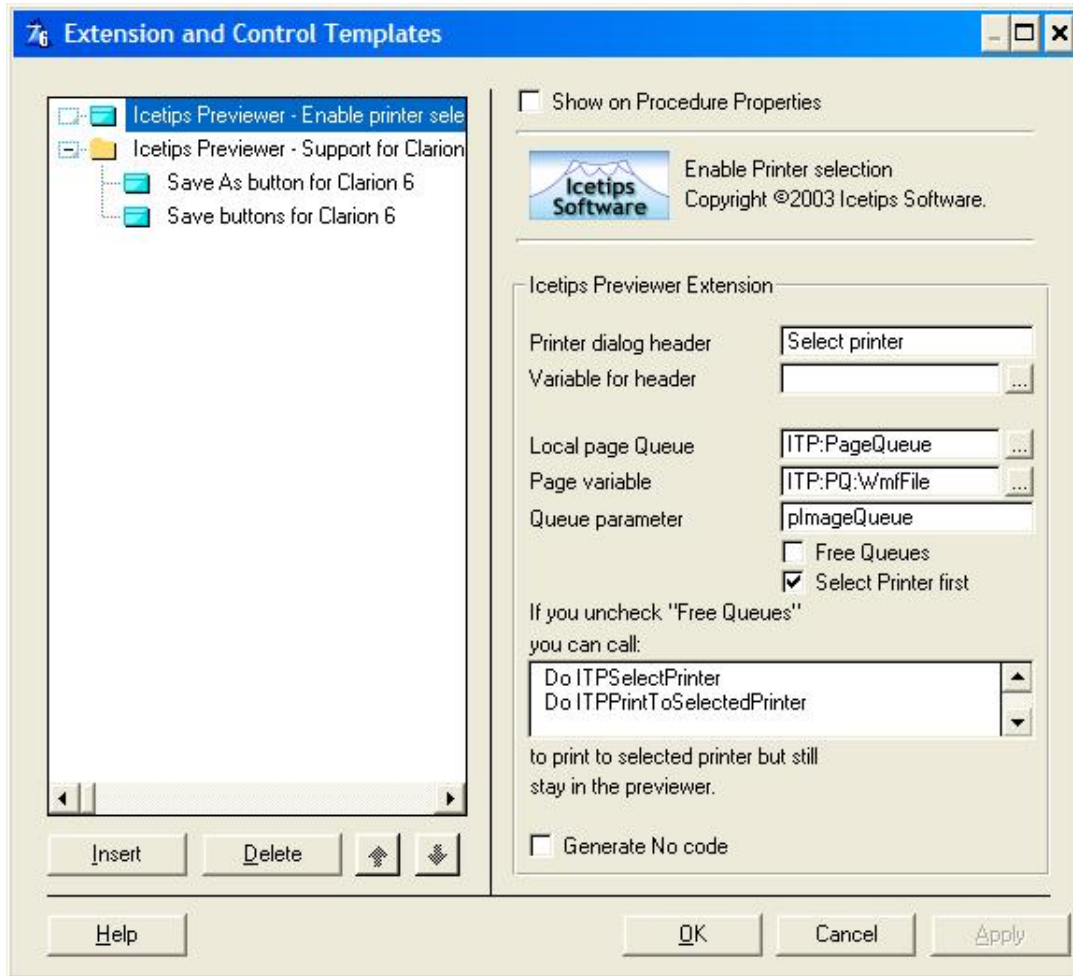 Extension and Control Templates
Icetips Previewer - Enable printer sele
Icetips Previewer - Support for Clarion
Save As button for Clarion 6
Save buttons for Clarion 6
Insert
Delete
Show on Procedure Properties
Icetips
Software
Enable Printer selection
Copyright ©2003 Icetips Software.
Icetips Previewer Extension
Printer dialog header Select printer
Variable for header ...
Local page Queue ITP:PageQueue ...
Page variable ITP:PQ:WmfFile ...
Queue parameter pImageQueue
Free Queues
Select Printer first
If you uncheck "Free Queues"
you can call:
Do ITPSelectPrinter
Do ITPPrintToSelectedPrinter
to print to selected printer but still
stay in the previewer.
Generate No code
Help
OK
Cancel
Apply